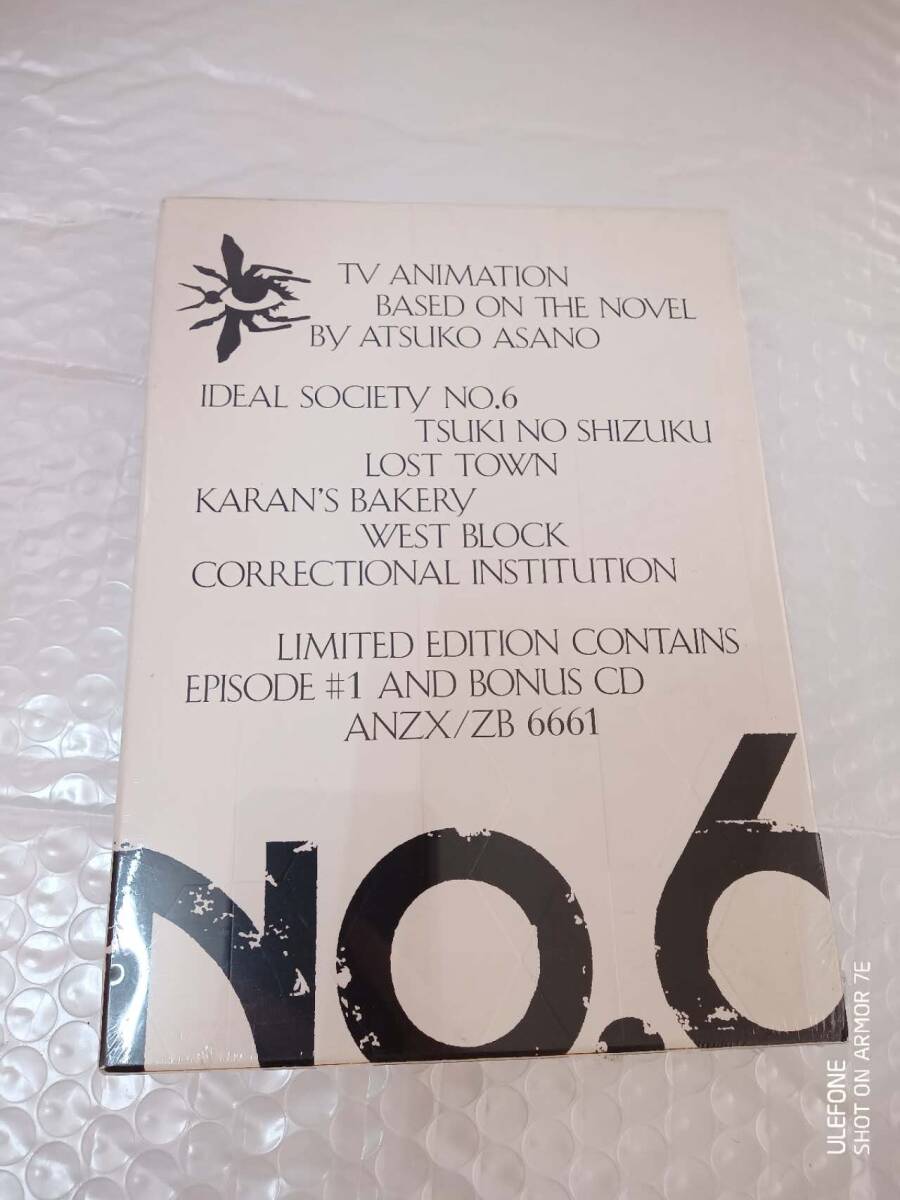 TV ANIMATION
BASED ON THE NOVEL
BY ATSUKO ASANO
IDEAL SOCIETY NO.6
TSUKI NO SHIZUKU
LOST TOWN
KARAN'S BAKERY
WEST BLOCK
CORRECTIONAL INSTITUTION
LIMITED EDITION CONTAINS
EPISODE #1 AND BONUS CD
ANZX/ZB 6661
NO.6
ULEFONE
SHOT ON ARMOR 7E